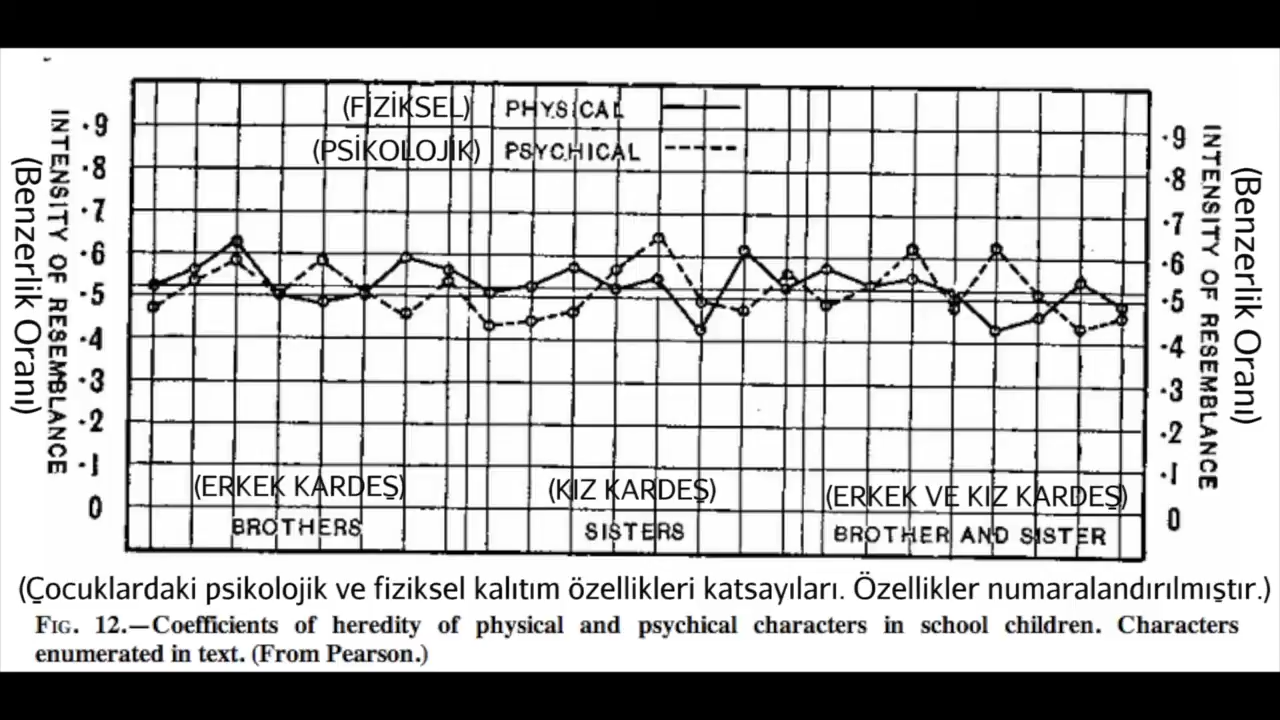 (FİZİKSEL) PHYSICAL
(PSİKOLOJİK) PSYCHICAL
INTENSITY OF RESEMBLANCE
(Benzerlik Oranı)
.9
.8
.7
.6
.5
.4
.3
.2
.1
0
.9
.8
.7
.6
.5
.4
.3
.2
.1
0
INTENSITY OF RESEMBLANCE
(Benzerlik Oranı)
(ERKEK KARDEŞ)
BROTHERS
(KIZ KARDEŞ)
SISTERS
(ERKEK VE KIZ KARDEŞ)
BROTHER AND SISTER
(Çocuklardaki psikolojik ve fiziksel kalıtım özellikleri katsayıları. Özellikler numaralandırılmıştır.)
FIG. 12.—Coefficients of heredity of physical and psychical characters in school children. Characters
enumerated in text. (From Pearson.)